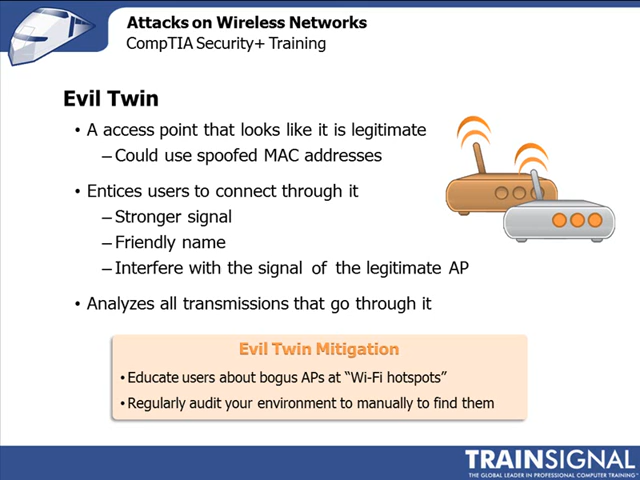 Attacks on Wireless Networks
CompTIA Security+ Training
Evil Twin
• A access point that looks like it is legitimate
– Could use spoofed MAC addresses
• Entices users to connect through it
– Stronger signal
– Friendly name
– Interfere with the signal of the legitimate AP
• Analyzes all transmissions that go through it
Evil Twin Mitigation
• Educate users about bogus APs at “Wi-Fi hotspots”
• Regularly audit your environment to manually to find them
TRAINSIGNAL
THE GLOBAL LEADER IN PROFESSIONAL COMPUTER TRAINING™